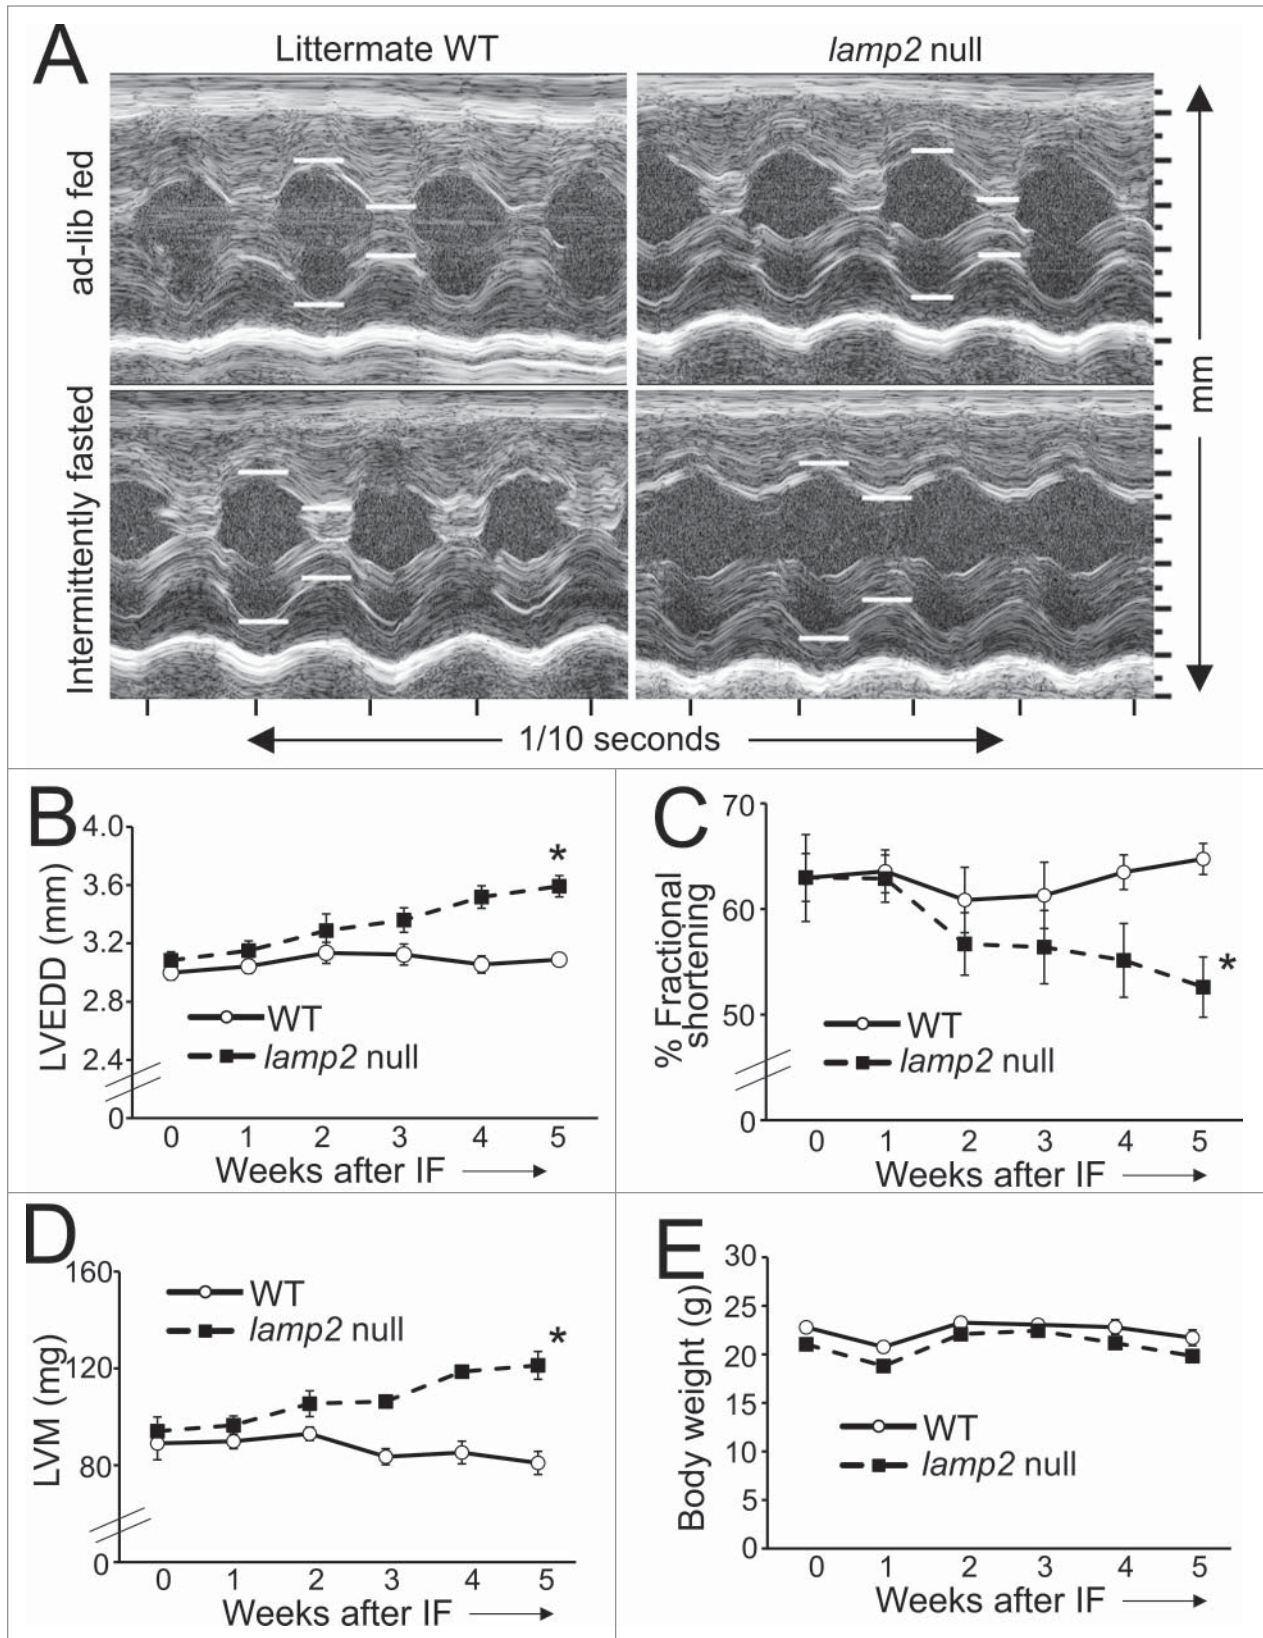 A
Littermate WT
lamp2 null
ad-lib fed
Intermittently fasted
mm
1/10 seconds
B
LVEDD (mm)
4.0
3.6
3.2
2.8
2.4
0
WT
lamp2 null
*
0 1 2 3 4 5
Weeks after IF
C
% Fractional
shortening
70
60
50
0
WT
lamp2 null
*
0 1 2 3 4 5
Weeks after IF
D
LVM (mg)
160
120
80
0
WT
lamp2 null
*
0 1 2 3 4 5
Weeks after IF
E
Body weight (g)
30
25
20
15
10
5
0
WT
lamp2 null
0 1 2 3 4 5
Weeks after IF